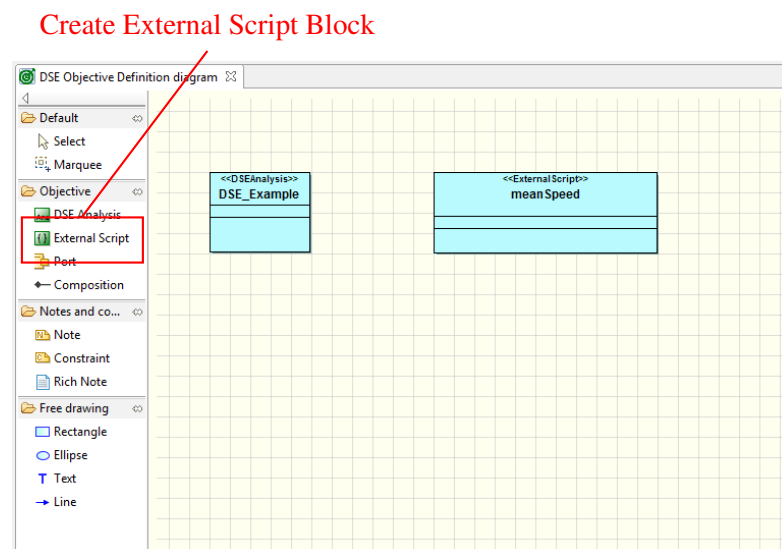 Create External Script Block
DSE Objective Definition diagram
Default
Select
Marquee
Objective
DSE Analysis
External Script
Port
Composition
Notes and co...
Note
Constraint
Rich Note
Free drawing
Rectangle
Ellipse
T Text
Line
<<DSEAnalysis>>
DSE_Example
<<ExternalScript>>
meanSpeed